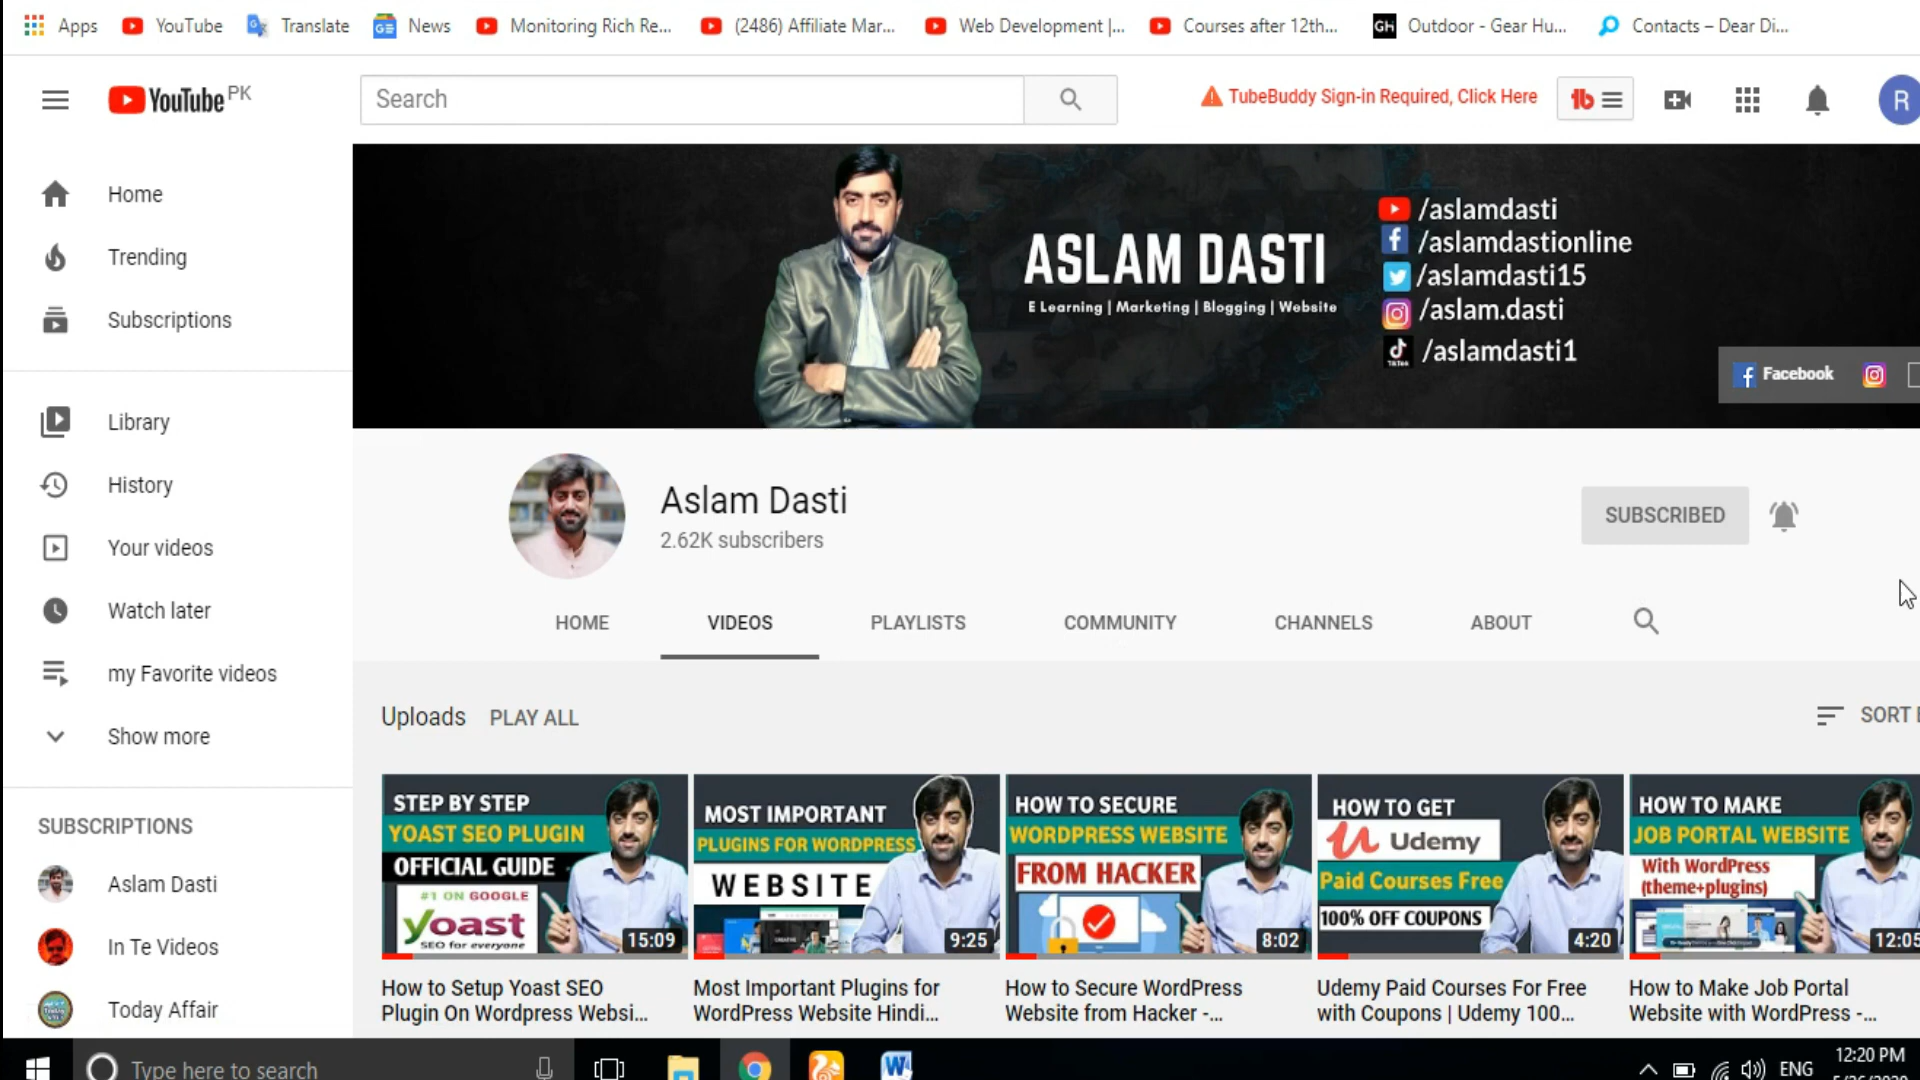 Apps YouTube Translate News Monitoring Rich Re... (2486) Affiliate Mar... Web Development |... Courses after 12th... GH Outdoor - Gear Hu... Contacts – Dear Di...
YouTube PK
Search
TubeBuddy Sign-in Required, Click Here
R
Home
Trending
Subscriptions
Library
History
Your videos
Watch later
my Favorite videos
Show more
SUBSCRIPTIONS
Aslam Dasti
In Te Videos
Today Affair
ASLAM DASTI
E Learning | Marketing | Blogging | Website
/aslamdasti
/aslamdastionline
/aslamdasti15
/aslam.dasti
/aslamdasti1
Facebook
Aslam Dasti
2.62K subscribers
SUBSCRIBED
HOME VIDEOS PLAYLISTS COMMUNITY CHANNELS ABOUT
Uploads PLAY ALL
SORT
STEP BY STEP
YOAST SEO PLUGIN
OFFICIAL GUIDE
#1 ON GOOGLE
yoast
SEO for everyone
15:09
How to Setup Yoast SEO
Plugin On Wordpress Websi...
MOST IMPORTANT
PLUGINS FOR WORDPRESS
WEBSITE
9:25
Most Important Plugins for
WordPress Website Hindi...
HOW TO SECURE
WORDPRESS WEBSITE
FROM HACKER
8:02
How to Secure WordPress
Website from Hacker -...
HOW TO GET
Udemy
Paid Courses Free
100% OFF COUPONS
4:20
Udemy Paid Courses For Free
with Coupons | Udemy 100...
HOW TO MAKE
JOB PORTAL WEBSITE
With WordPress
(theme+plugins)
12:05
How to Make Job Portal
Website with WordPress -...
Type here to search
ENG
12:20 PM